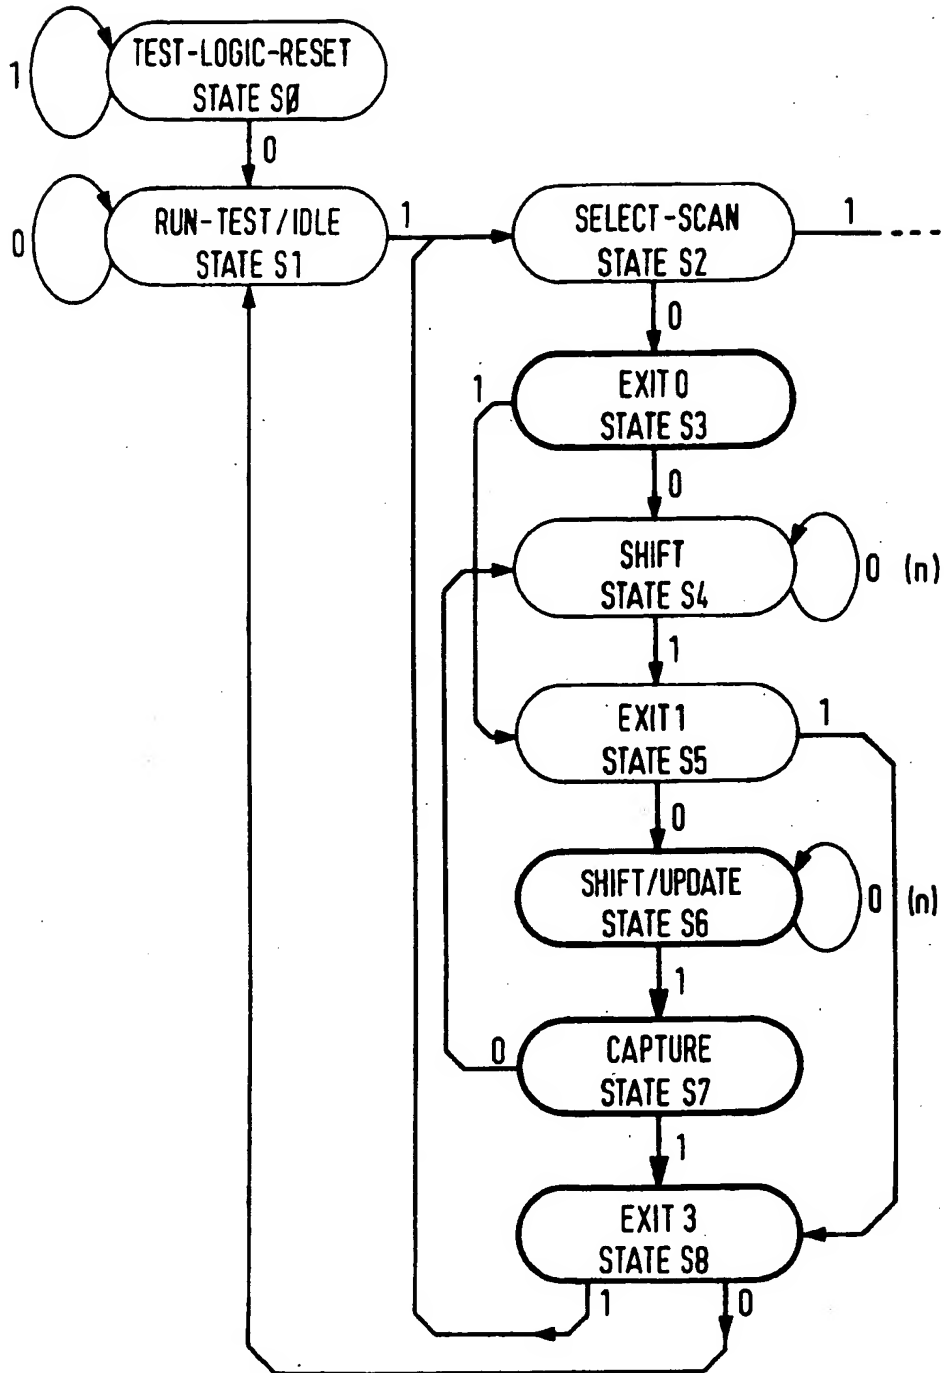 TEST-LOGIC-RESET
STATE SØ
1
0
RUN-TEST/IDLE
STATE S1
0
1
SELECT-SCAN
STATE S2
1
0
EXIT 0
STATE S3
1
0
SHIFT
STATE S4
0 (n)
1
EXIT 1
STATE S5
1
0
SHIFT/UPDATE
STATE S6
0 (n)
1
CAPTURE
STATE S7
0
1
EXIT 3
STATE S8
1
0